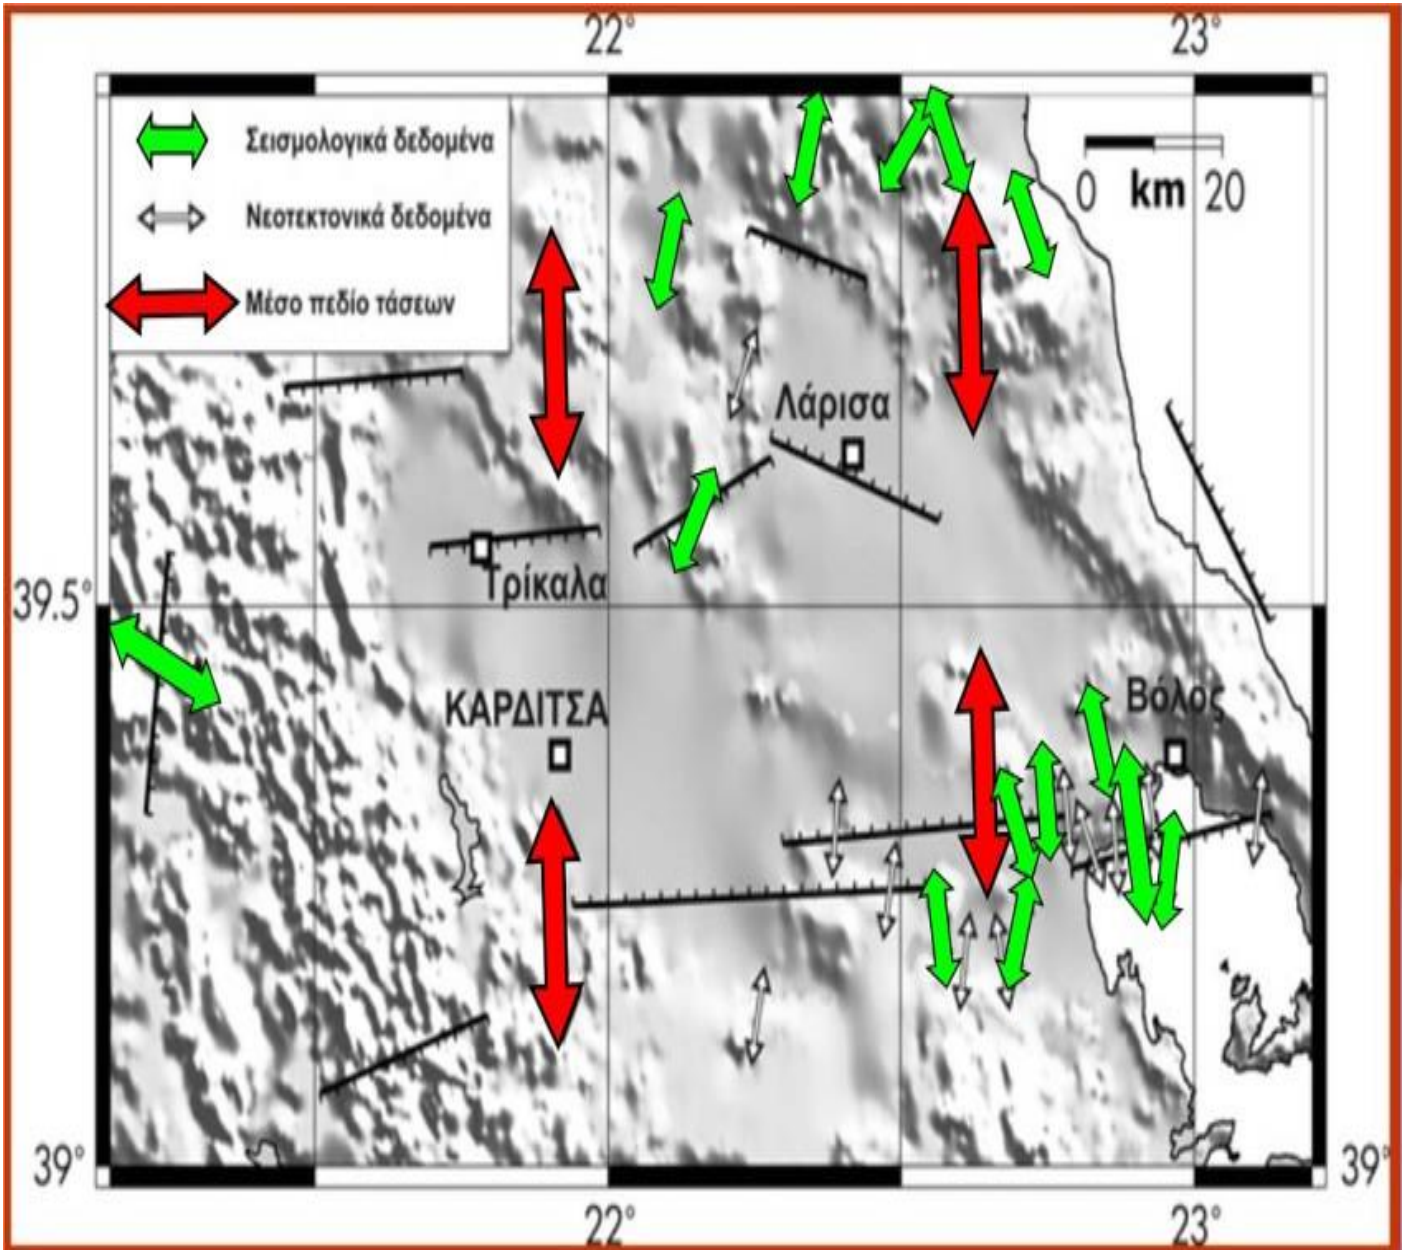 22° 23°
Σεισμολογικά δεδομένα
Νεοτεκτονικά δεδομένα
Μέσο πεδίο τάσεων
0 km 20
Λάρισα
Τρίκαλα
39.5°
ΚΑΡΔΙΤΣΑ
Βόλος
39° 39°
22° 23°